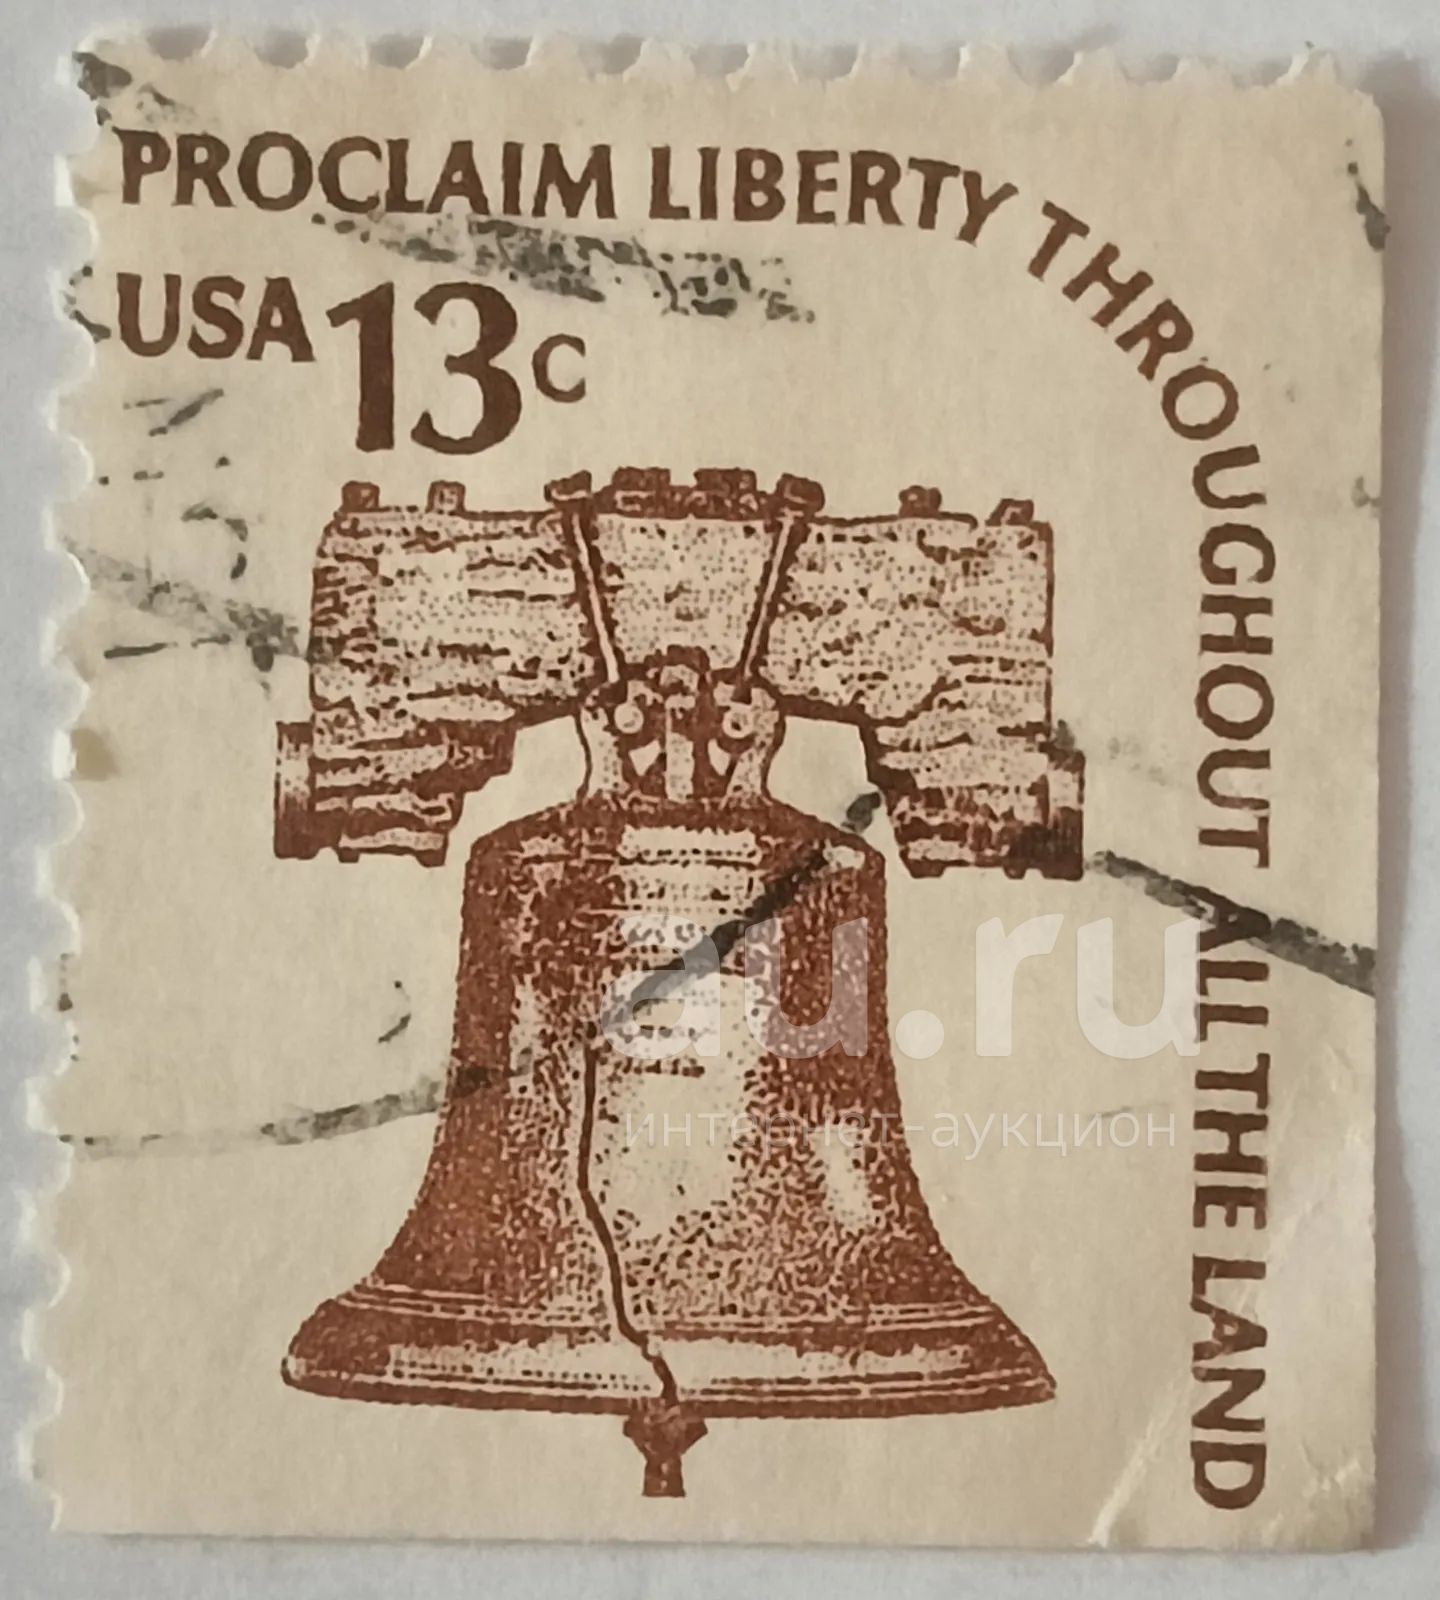 PROCLAIM LIBERTY THROUGHOUT ALL THE LAND
USA 13c
au.ru
интернет-аукцион